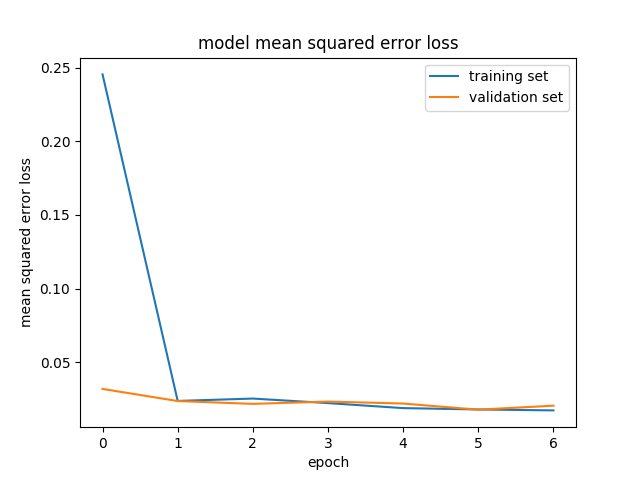 model mean squared error loss
training set
validation set
0.25
0.20
0.15
0.10
0.05
mean squared error loss
0 1 2 3 4 5 6
epoch